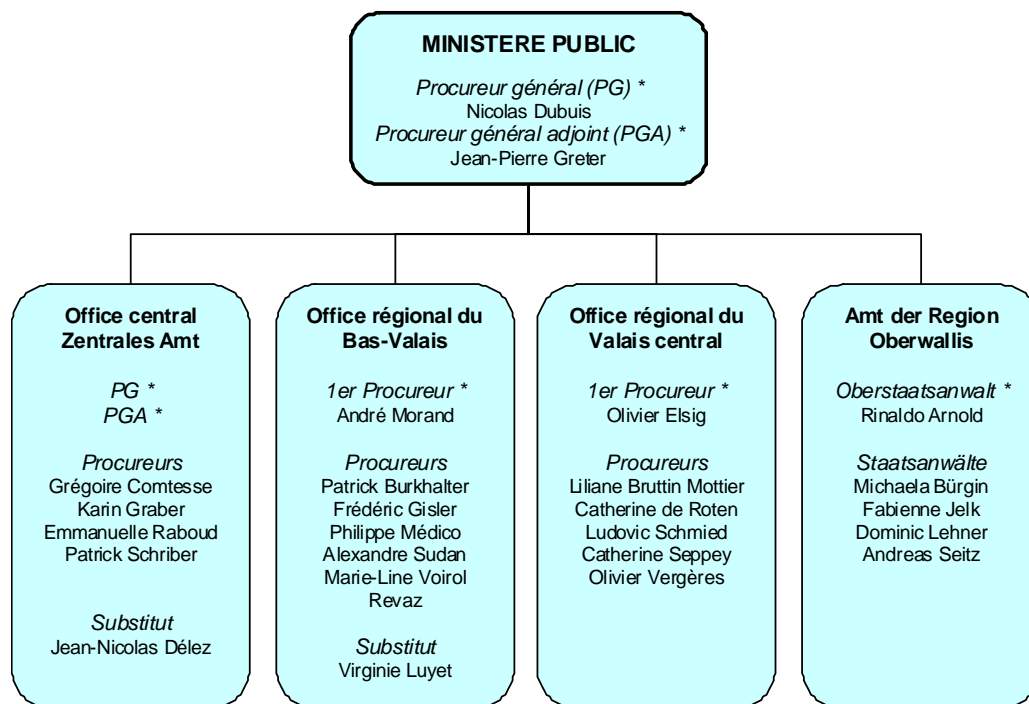 MINISTERE PUBLIC
Procureur général (PG) *
Nicolas Dubuis
Procureur général adjoint (PGA) *
Jean-Pierre Greter
Office central
Zentrales Amt
PG *
PGA *
Procureurs
Grégoire Comtesse
Karin Graber
Emmanuelle Raboud
Patrick Schriber
Substitut
Jean-Nicolas Délez
Office régional du
Bas-Valais
1er Procureur *
André Morand
Procureurs
Patrick Burkhalter
Frédéric Gisler
Philippe Médico
Alexandre Sudan
Marie-Line Voirol
Revaz
Substitut
Virginie Luyet
Office régional du
Valais central
1er Procureur *
Olivier Elsig
Procureurs
Liliane Bruttin Mottier
Catherine de Roten
Ludovic Schmied
Catherine Seppey
Olivier Vergères
Amt der Region
Oberwallis
Oberstaatsanwalt *
Rinaldo Arnold
Staatsanwälte
Michaela Bürgin
Fabienne Jelk
Dominic Lehner
Andreas Seitz